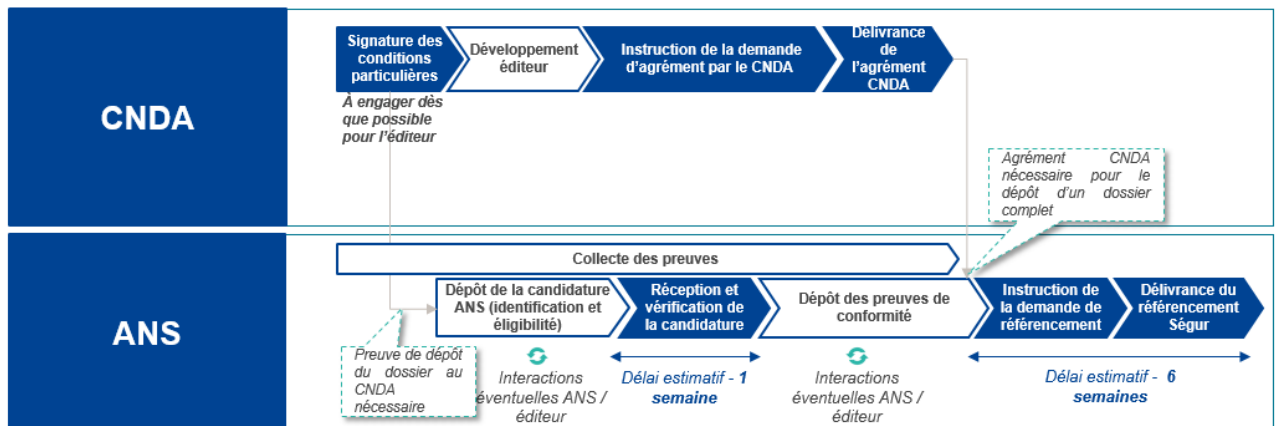 CNDA
Signature des
conditions
particulières
À engager dès
que possible
pour l'éditeur
Développement
éditeur
Instruction de la demande
d'agrément par le CNDA
Délivrance
de
l'agrément
CNDA
Agrément CNDA
nécessaire pour le
dépôt d'un dossier
complet
ANS
Collecte des preuves
Dépôt de la candidature
ANS (identification et
éligibilité)
Réception et
vérification de
la candidature
Dépôt des preuves de
conformité
Instruction de
la demande de
référencement
Délivrance du
référencement
Ségur
Preuve de dépôt
du dossier au
CNDA
nécessaire
Interactions
éventuelles ANS /
éditeur
Délai estimatif - 1
semaine
Interactions
éventuelles ANS /
éditeur
Délai estimatif - 6
semaines